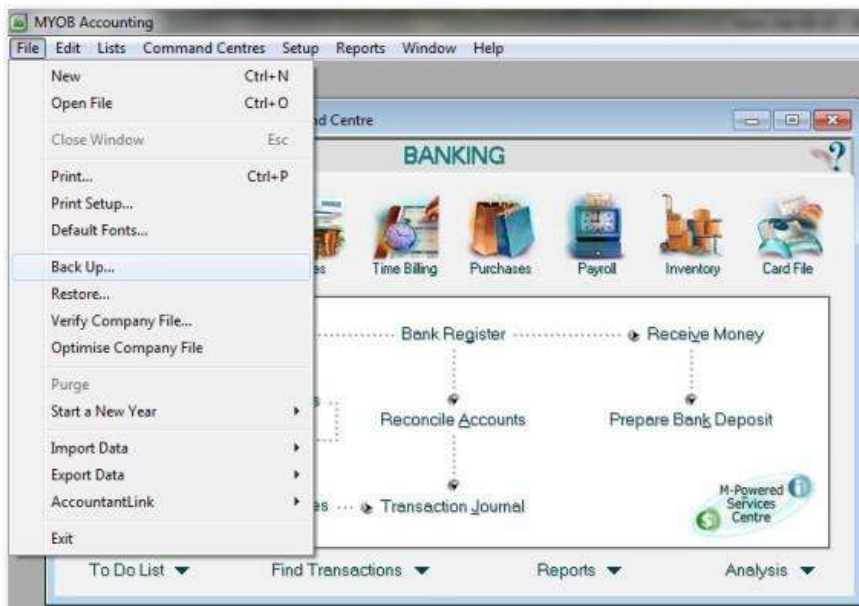 MYOB Accounting
File Edit Lists Command Centres Setup Reports Window Help
New Ctrl+N
Open File Ctrl+O
Close Window Esc
Print... Ctrl+P
Print Setup...
Default Fonts...
Back Up...
Restore...
Verify Company File...
Optimise Company File
Purge
Start a New Year
Import Data
Export Data
AccountantLink
Exit
Centre
BANKING
Time Billing Purchases Payroll Inventory Card File
Bank Register Receive Money
Reconcile Accounts Prepare Bank Deposit
Transaction Journal
M-Powered
Services
Centre
To Do List Find Transactions Reports Analysis